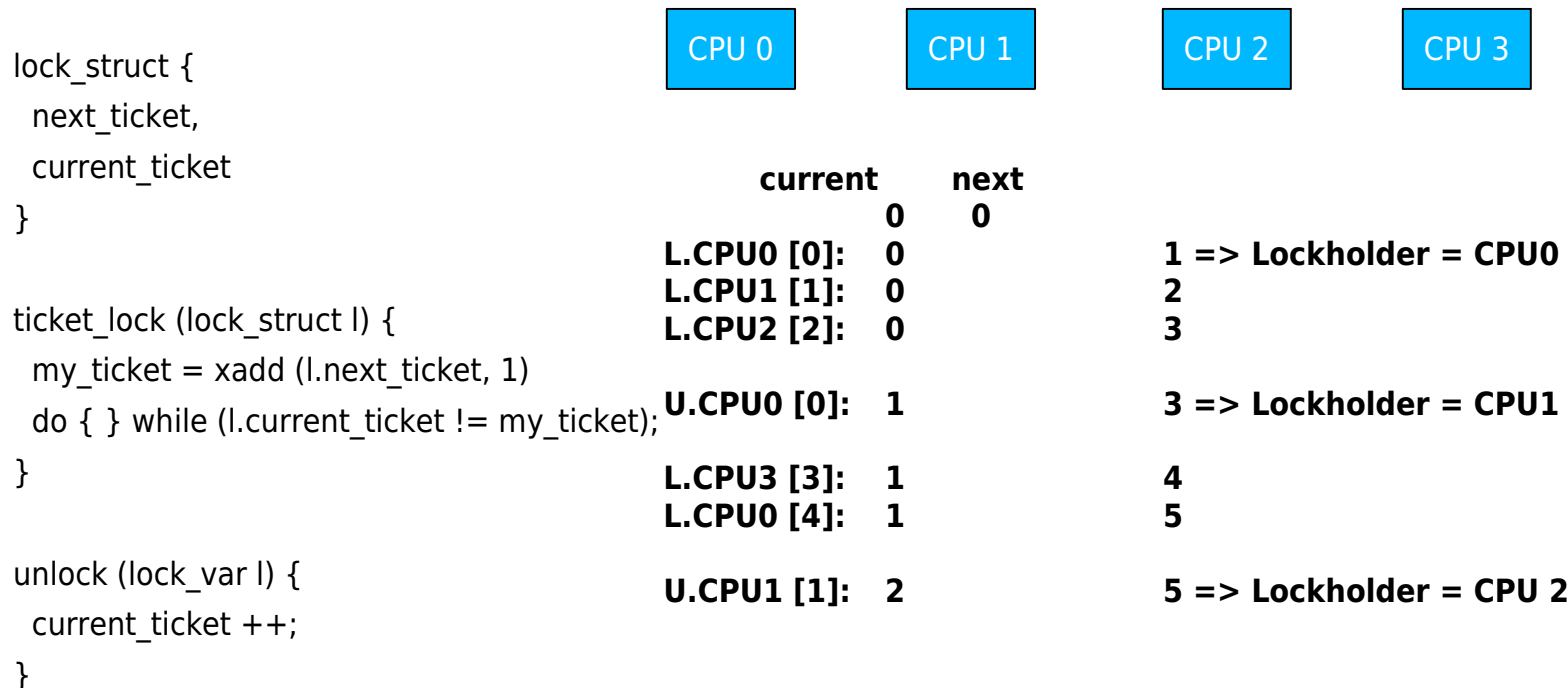 lock_struct {
next_ticket,
current_ticket
}
ticket_lock (lock_struct l) {
my_ticket = xadd (l.next_ticket, 1)
do { } while (l.current_ticket != my_ticket);
}
unlock (lock_var l) {
current_ticket ++;
}
CPU 0 CPU 1 CPU 2 CPU 3
current next
0 0
L.CPU0 [0]: 0 1 => Lockholder = CPU0
L.CPU1 [1]: 0 2
L.CPU2 [2]: 0 3
U.CPU0 [0]: 1 3 => Lockholder = CPU1
L.CPU3 [3]: 1 4
L.CPU0 [4]: 1 5
U.CPU1 [1]: 2 5 => Lockholder = CPU 2